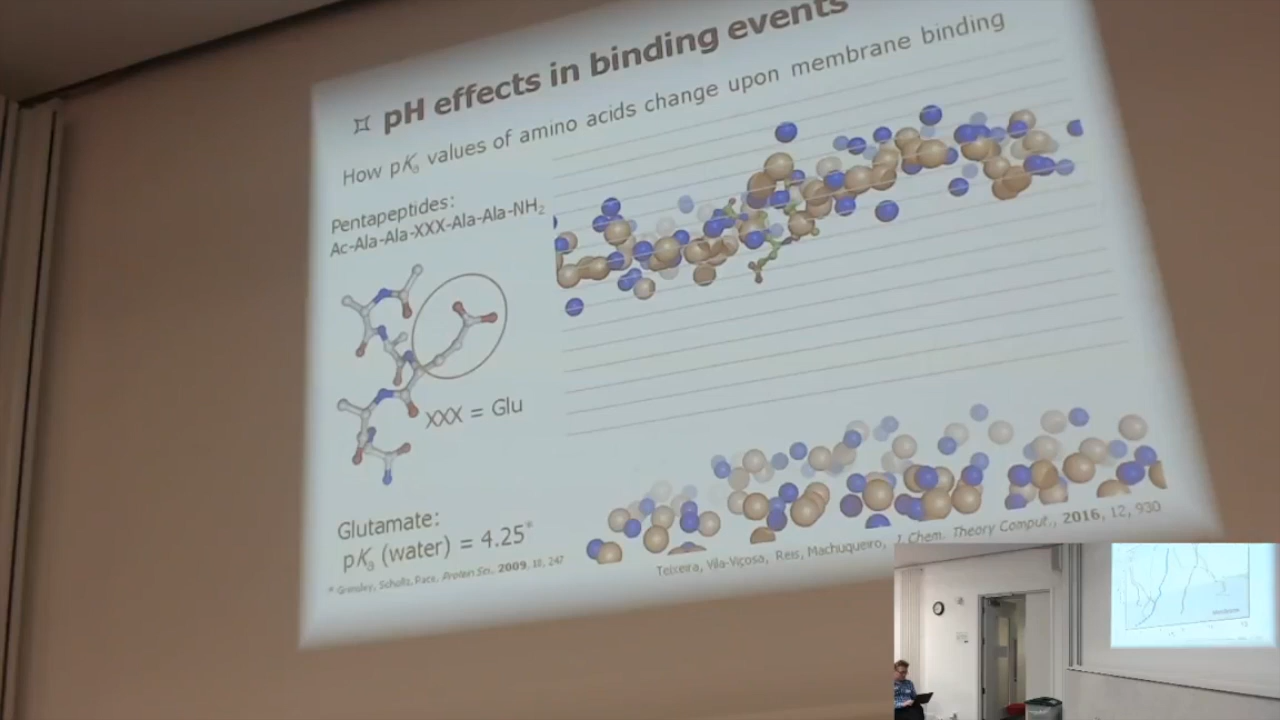 ¤ pH effects in binding events
How pKa values of amino acids change upon membrane binding
Pentapeptides:
Ac-Ala-Ala-XXX-Ala-Ala-NH2
XXX = Glu
Glutamate:
pKa (water) = 4.25*
* Grimsley, Scholtz, Pace, Protein Sci., 2009, 18, 247
Teixeira, Vila-Viçosa, Reis, Machuqueiro, J. Chem. Theory Comput., 2016, 12, 930
Membrane